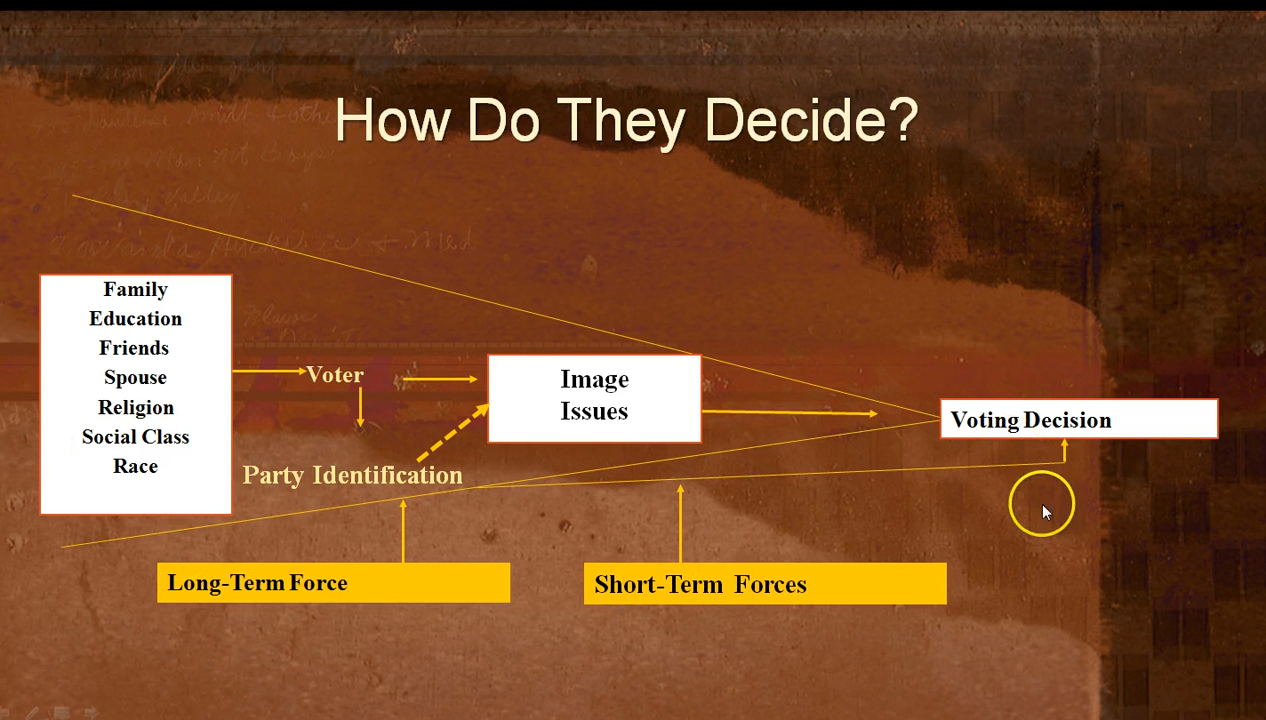 How Do They Decide?
Family
Education
Friends
Spouse
Religion
Social Class
Race
Voter
Image
Issues
Voting Decision
Party Identification
Long-Term Force
Short-Term Forces